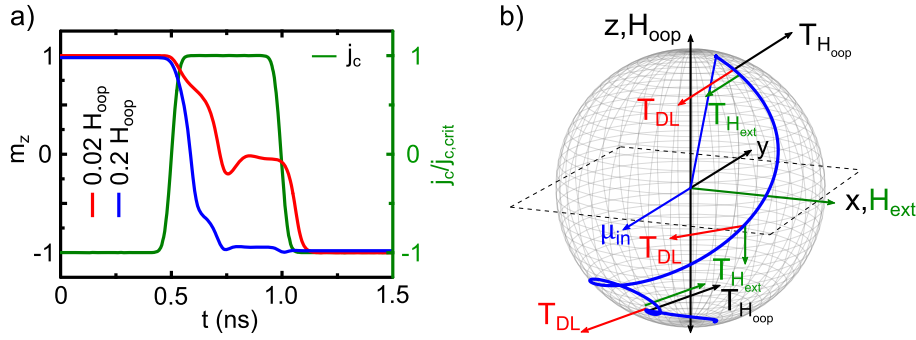 a)
1
0
-1
m_z
0.02 H_oop
0.2 H_oop
j_c
1
0
-1
j_c/j_c,crit
0
0.5
1.0
1.5
t (ns)
b)
z,H_oop
T_H_oop
T_DL
T_H_ext
y
x,H_ext
μ_in
T_DL
T_H_ext
T_H_oop
T_DL